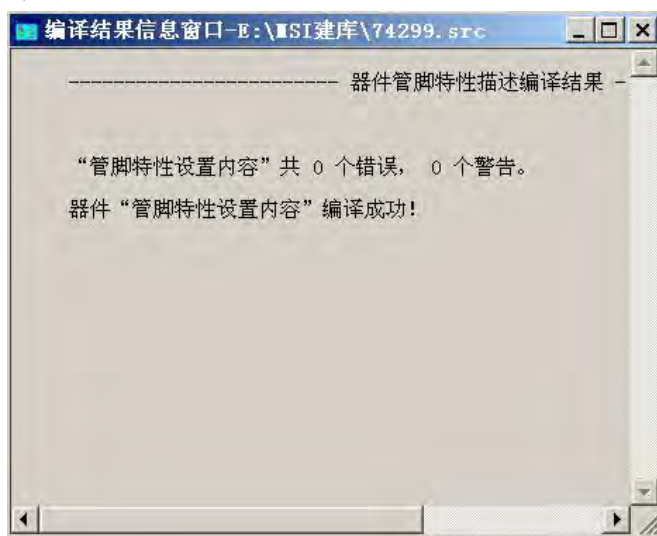 编译结果信息窗口-E:\MSI建库\74299.src
------------------------ 器件管脚特性描述编译结果 -
“管脚特性设置内容”共 0 个错误， 0 个警告。
器件“管脚特性设置内容”编译成功!